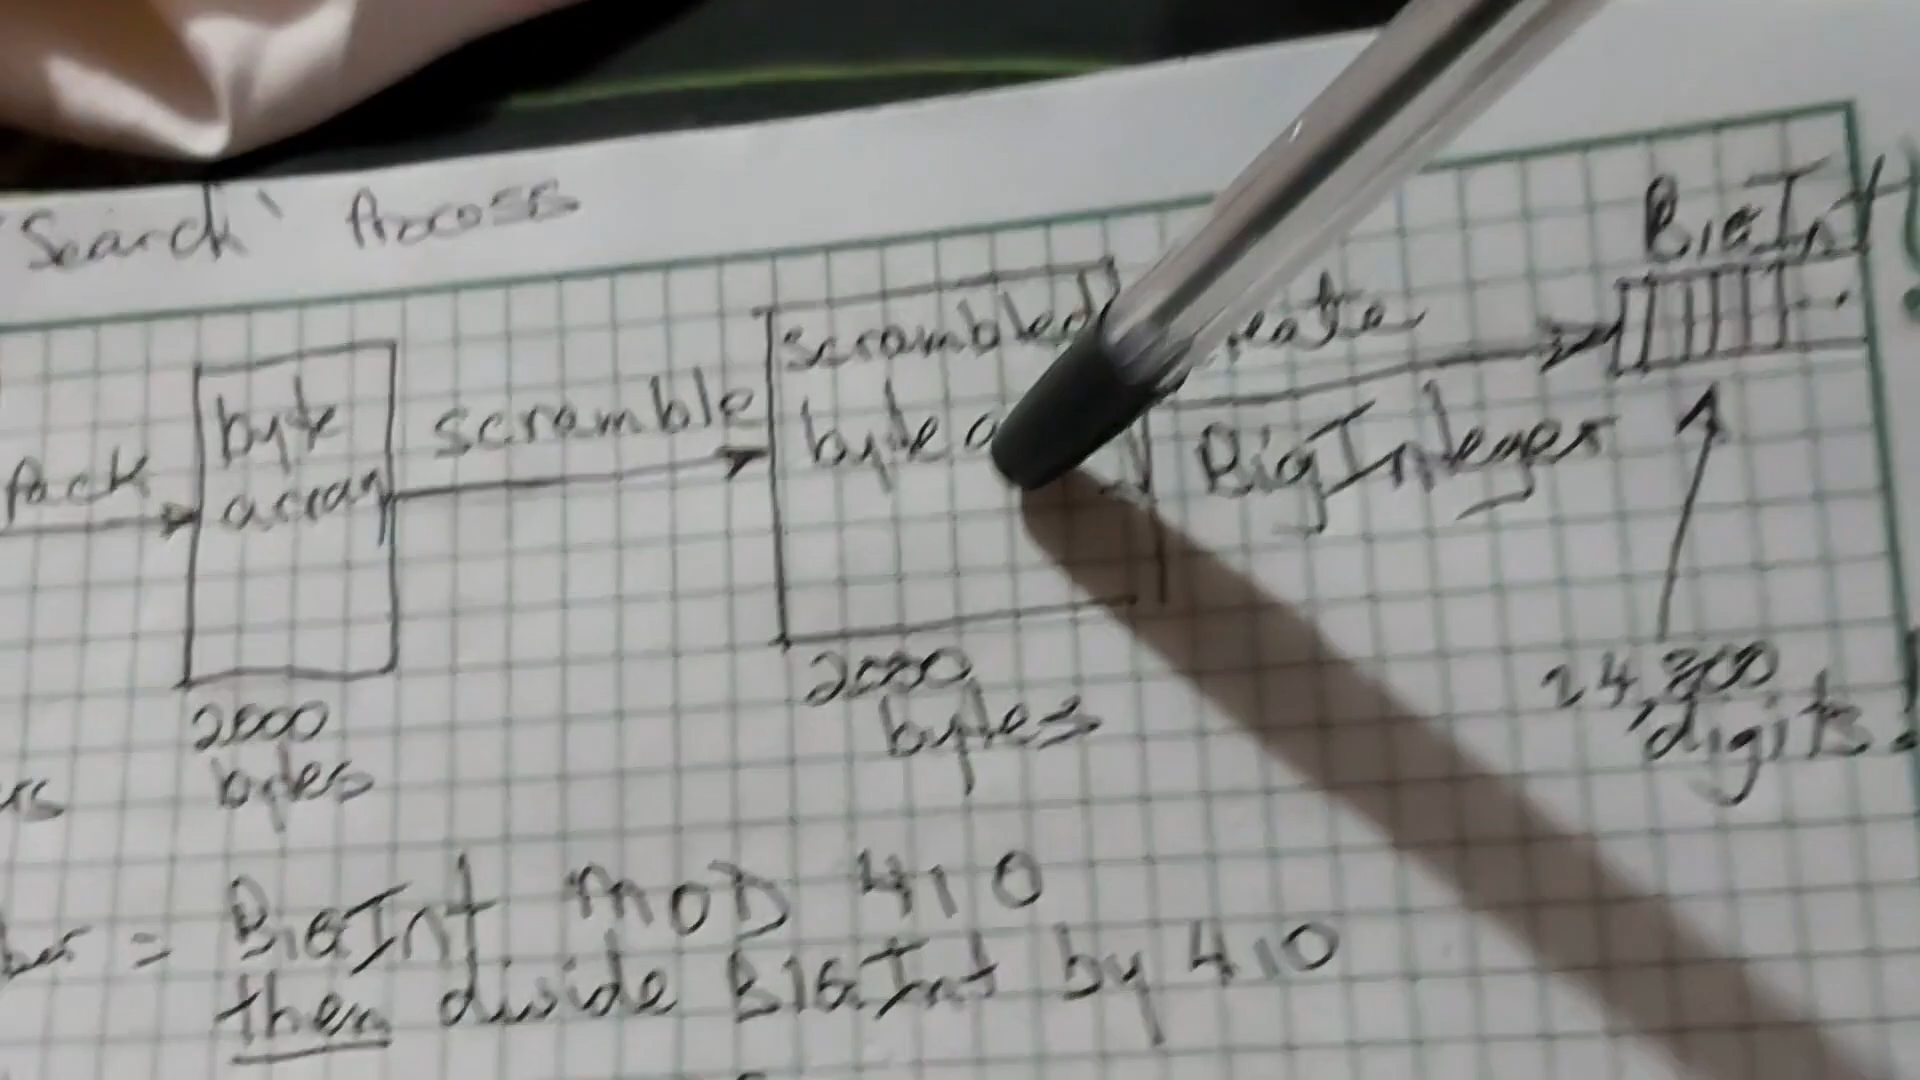 'Search' Process
Pack
byte
array
2000
bytes
scramble
scrambled
byte a
2000
bytes
create
BigInteger
BIGInt
24,300
digits!
= BIGInt MOD 410
then divide BIGInt by 410